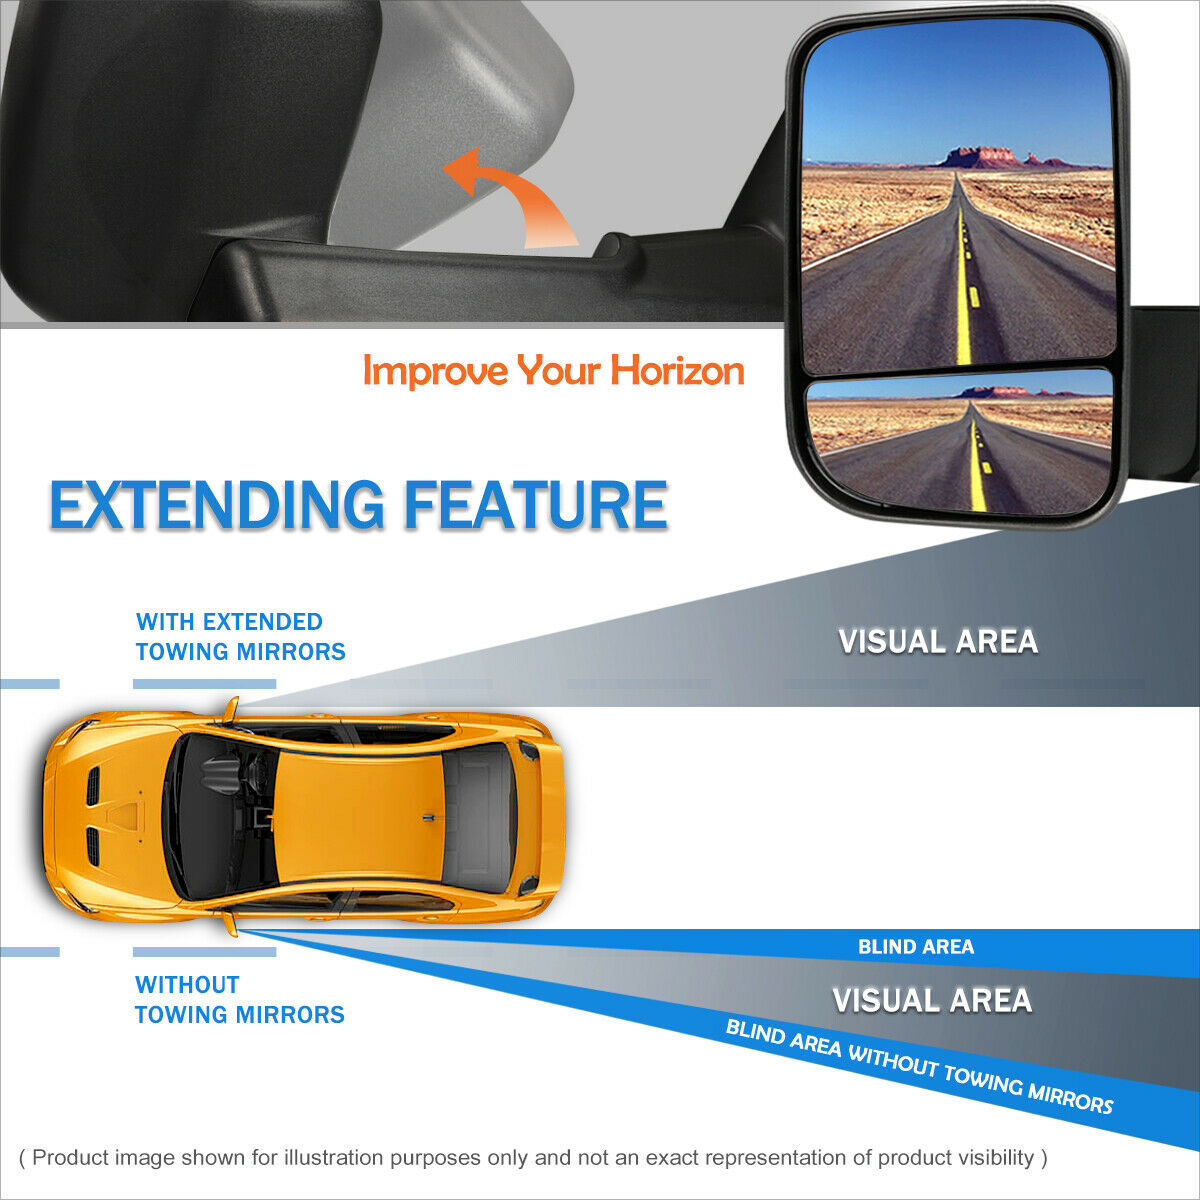 Improve Your Horizon
EXTENDING FEATURE
WITH EXTENDED
TOWING MIRRORS
VISUAL AREA
BLIND AREA
WITHOUT
TOWING MIRRORS
VISUAL AREA
BLIND AREA WITHOUT TOWING MIRRORS
( Product image shown for illustration purposes only and not an exact representation of product visibility )